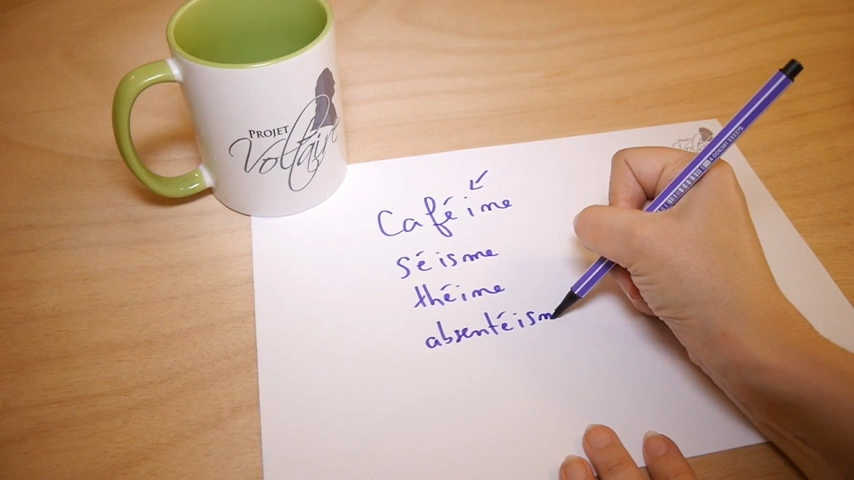 PROJET
Voltaire
Caféine
séisme
théine
absentéism